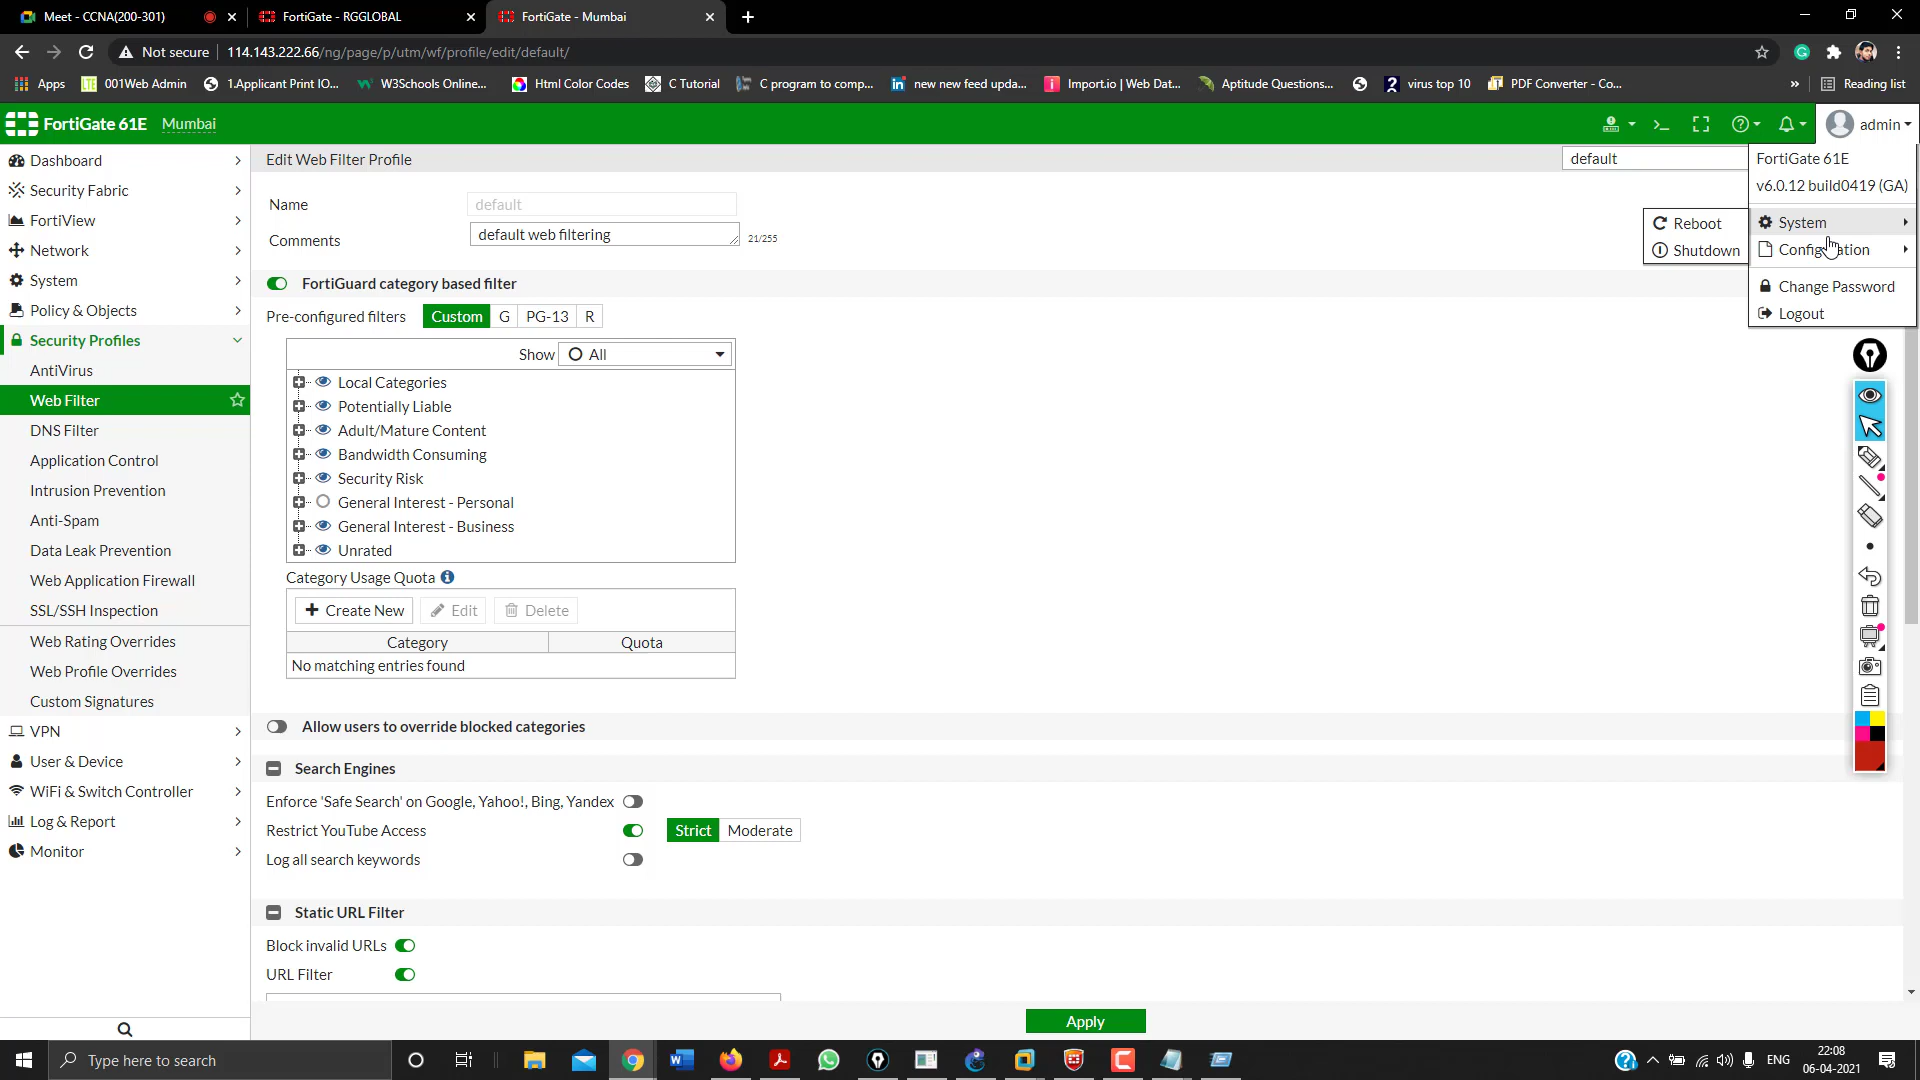 Meet - CCNA(200-301)
FortiGate - RGGLOBAL
FortiGate - Mumbai
Not secure
114.143.222.66/ng/page/p/utm/wf/profile/edit/default/
Apps
001Web Admin
1.Applicant Print IO...
W3Schools Online...
Html Color Codes
C Tutorial
C program to comp...
new new feed upda...
Import.io | Web Dat...
Aptitude Questions...
virus top 10
PDF Converter - Co...
Reading list
FortiGate 61E
Mumbai
admin
Dashboard
Security Fabric
FortiView
Network
System
Policy & Objects
Security Profiles
AntiVirus
Web Filter
DNS Filter
Application Control
Intrusion Prevention
Anti-Spam
Data Leak Prevention
Web Application Firewall
SSL/SSH Inspection
Web Rating Overrides
Web Profile Overrides
Custom Signatures
VPN
User & Device
WiFi & Switch Controller
Log & Report
Monitor
Edit Web Filter Profile
default
FortiGate 61E
v6.0.12 build0419 (GA)
System
Configuration
Change Password
Logout
Reboot
Shutdown
Name
default
Comments
default web filtering
21/255
FortiGuard category based filter
Pre-configured filters
Custom
G
PG-13
R
Show
All
Local Categories
Potentially Liable
Adult/Mature Content
Bandwidth Consuming
Security Risk
General Interest - Personal
General Interest - Business
Unrated
Category Usage Quota
Create New
Edit
Delete
Category
Quota
No matching entries found
Allow users to override blocked categories
Search Engines
Enforce 'Safe Search' on Google, Yahoo!, Bing, Yandex
Restrict YouTube Access
Strict
Moderate
Log all search keywords
Static URL Filter
Block invalid URLs
URL Filter
Apply
Type here to search
ENG
22:08
06-04-2021